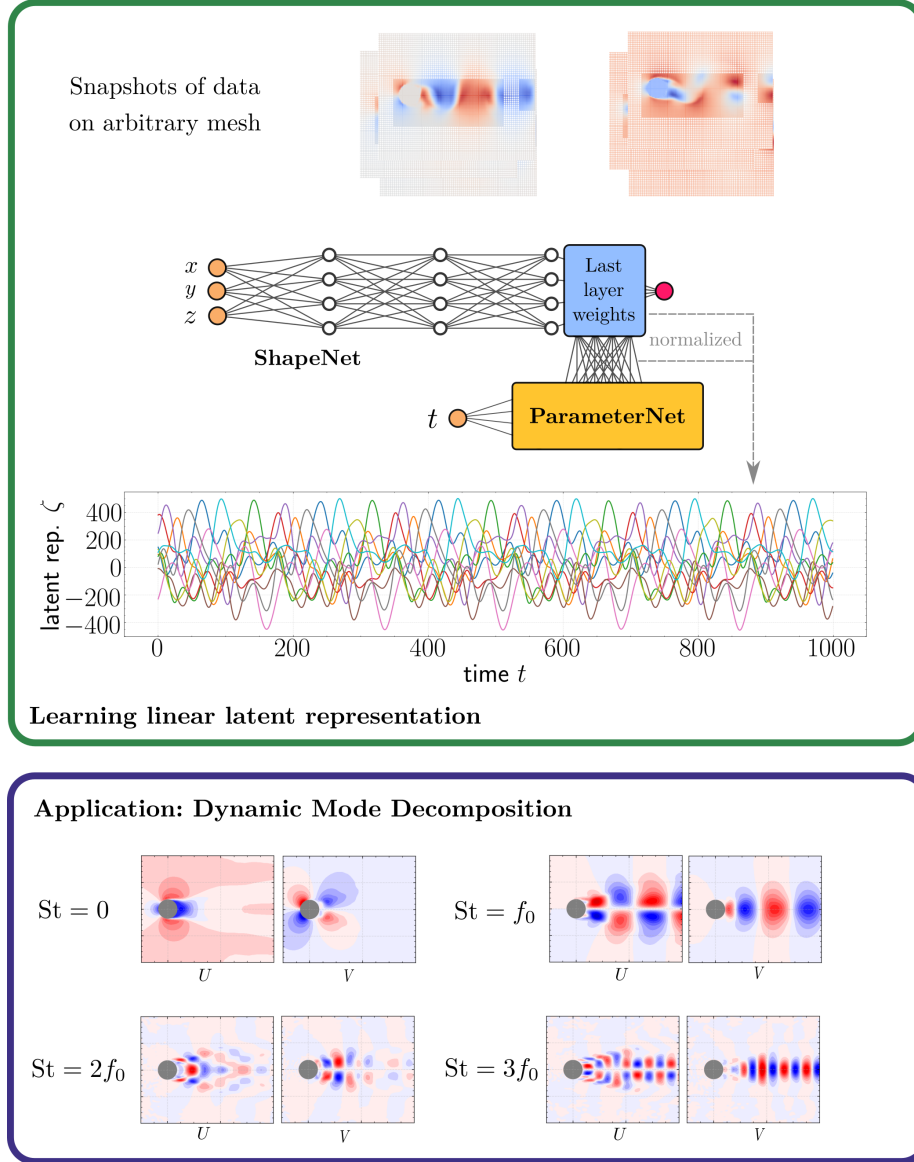 Snapshots of data
on arbitrary mesh
x
y
z
Last
layer
weights
normalized
ShapeNet
t
ParameterNet
latent rep. ζ
400
200
0
−200
−400
0 200 400 600 800 1000
time t
Learning linear latent representation
Application: Dynamic Mode Decomposition
St = 0
U V
St = f₀
U V
St = 2f₀
U V
St = 3f₀
U V